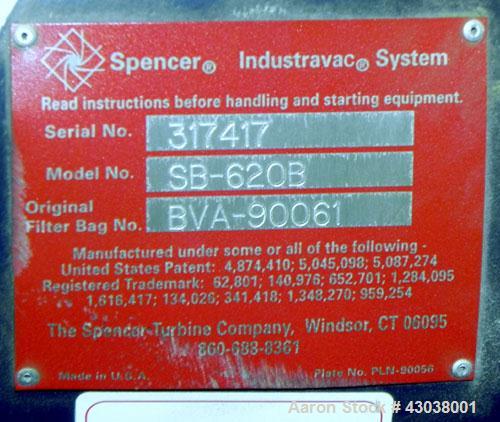 Spencer® Industravac® System
Read instructions before handling and starting equipment.
Serial No. 317417
Model No. SB-620B
Original
Filter Bag No. BVA-90061
Manufactured under some or all of the following -
United States Patent: 4,874,410; 5,045,098; 5,087,274
Registered Trademark: 62,801; 140,976; 652,701; 1,284,095
1,616,417; 134,026; 341,418; 1,348,270; 959,254
The Spencer Turbine Company, Windsor, CT 06095
860-688-8361
Made in U.S.A. Plate No. PLN-90056
Aaron Stock # 43038001